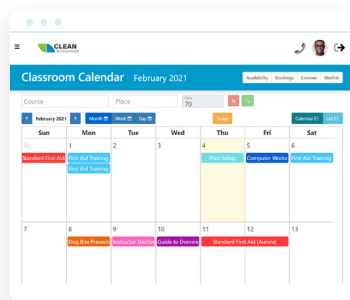 CLEAN
Classroom Calendar February 2021
Availability Bookings Courses Waitlist
Course Place 70
February 2021 Month Week Day Today Calendar List
Sun Mon Tue Wed Thu Fri Sat
31 1 2 3 4 5 6
Standard First Aid First Aid Training Pool Safety Computer Works First Aid Training
First Aid Training
7 8 9 10 11 12 13
Dog Bite Preventi Instructor Dashbo Guide to Donning Standard First Aid (Aurora)